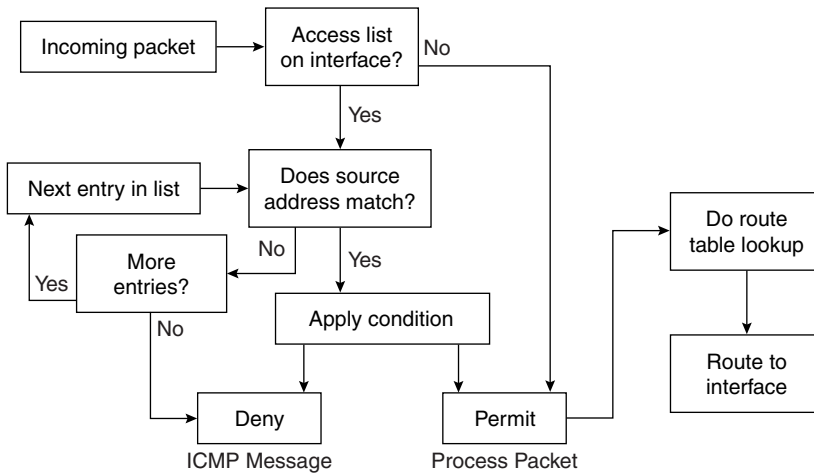 Incoming packet
Access list
on interface?
No
Yes
Next entry in list
Does source
address match?
No
Yes
More
entries?
Yes
No
Apply condition
Deny
ICMP Message
Permit
Process Packet
Do route
table lookup
Route to
interface